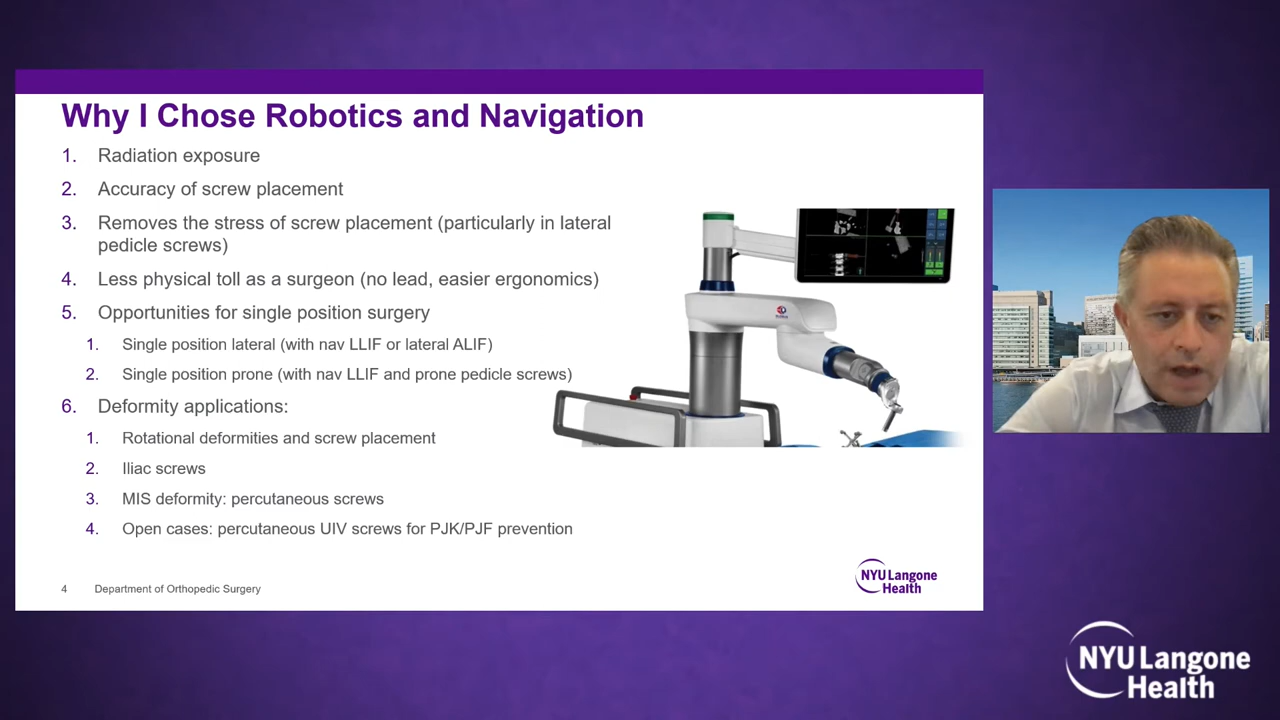 Why I Chose Robotics and Navigation
1. Radiation exposure
2. Accuracy of screw placement
3. Removes the stress of screw placement (particularly in lateral
pedicle screws)
4. Less physical toll as a surgeon (no lead, easier ergonomics)
5. Opportunities for single position surgery
1. Single position lateral (with nav LLIF or lateral ALIF)
2. Single position prone (with nav LLIF and prone pedicle screws)
6. Deformity applications:
1. Rotational deformities and screw placement
2. Iliac screws
3. MIS deformity: percutaneous screws
4. Open cases: percutaneous UIV screws for PJK/PJF prevention
4 Department of Orthopedic Surgery
NYU Langone
Health
NYU Langone
Health